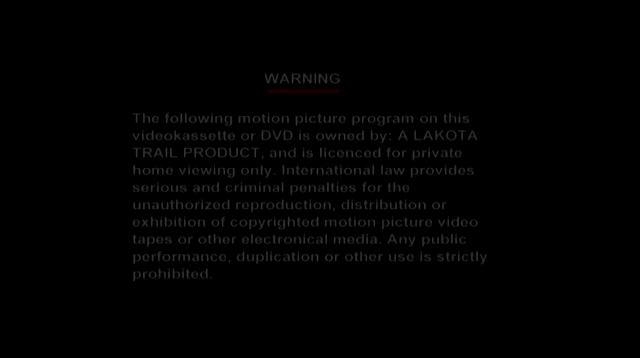 WARNING
The following motion picture program on this
videokassette or DVD is owned by: A LAKOTA
TRAIL PRODUCT, and is licenced for private
home viewing only. International law provides
serious and criminal penalties for the
unauthorized reproduction, distribution or
exhibition of copyrighted motion picture video
tapes or other electronical media. Any public
performance, duplication or other use is strictly
prohibited.